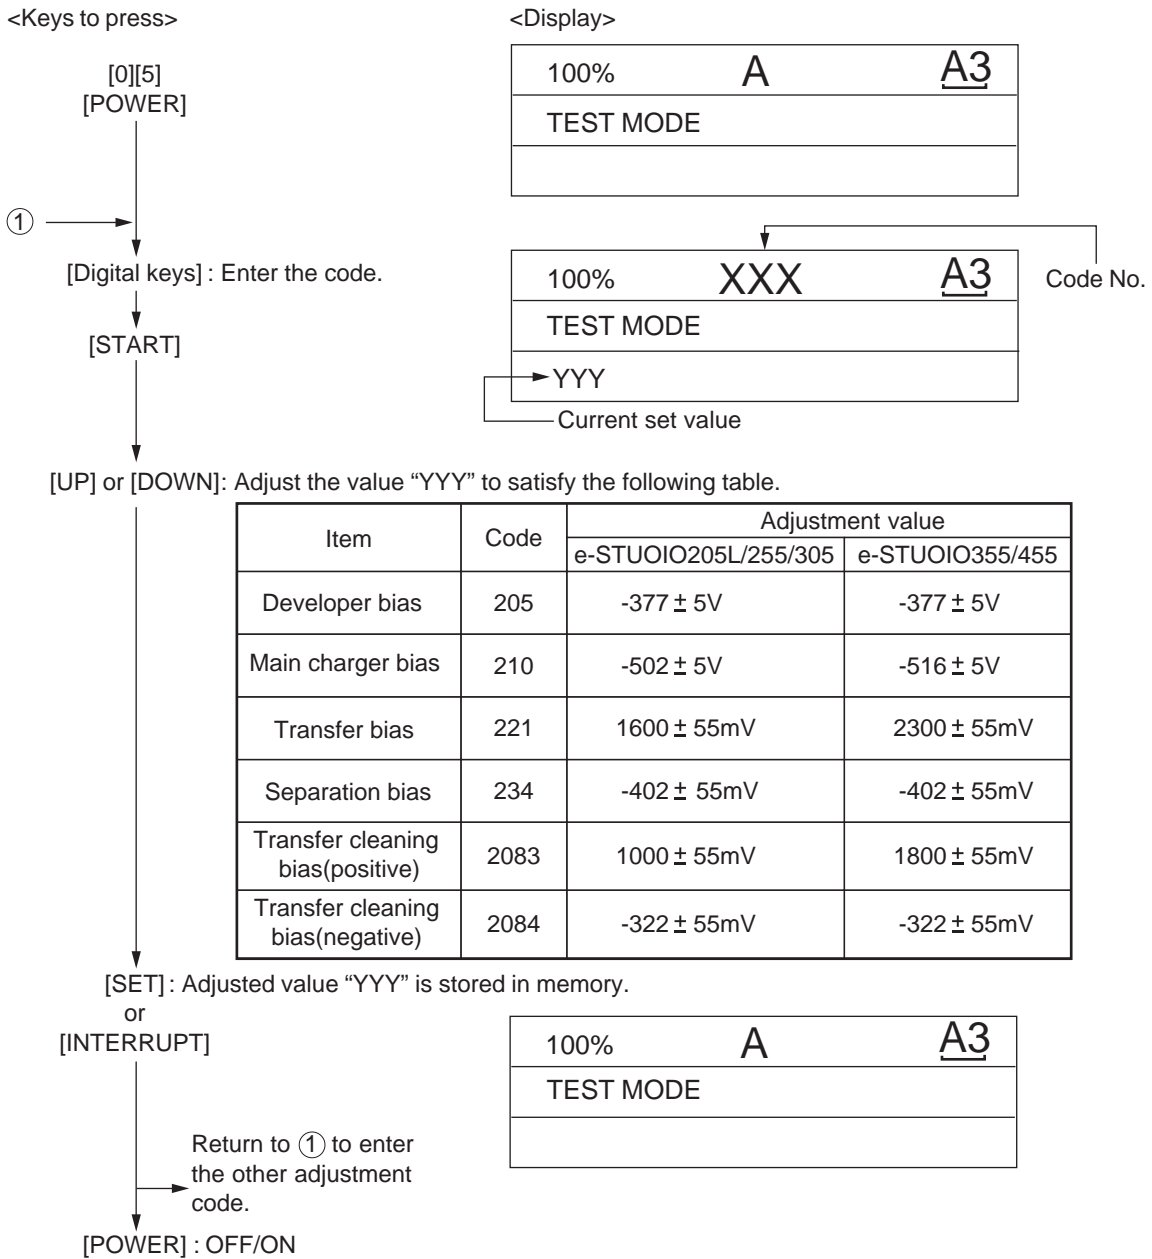 <Keys to press>
<Display>
[0][5]
[POWER]
100% A A3
TEST MODE
①
[Digital keys] : Enter the code.
100% XXX A3
Code No.
TEST MODE
[START]
YYY
Current set value
[UP] or [DOWN]: Adjust the value “YYY” to satisfy the following table.
Item Code Adjustment value
e-STUOIO205L/255/305 e-STUOIO355/455
Developer bias 205 -377 ± 5V -377 ± 5V
Main charger bias 210 -502 ± 5V -516 ± 5V
Transfer bias 221 1600 ± 55mV 2300 ± 55mV
Separation bias 234 -402 ± 55mV -402 ± 55mV
Transfer cleaning
bias(positive) 2083 1000 ± 55mV 1800 ± 55mV
Transfer cleaning
bias(negative) 2084 -322 ± 55mV -322 ± 55mV
[SET] : Adjusted value “YYY” is stored in memory.
or
[INTERRUPT]
100% A A3
TEST MODE
Return to ① to enter
the other adjustment
code.
[POWER] : OFF/ON